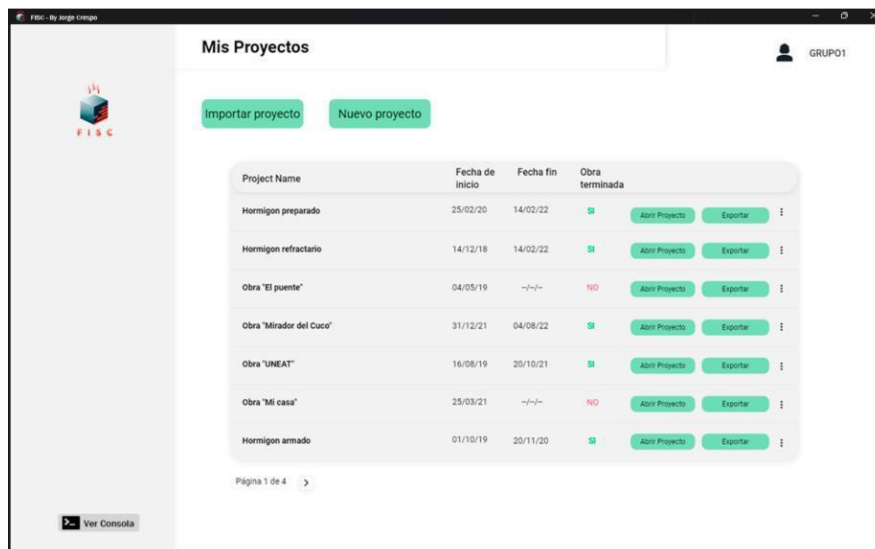 FISC - By Jorge Crespo
Mis Proyectos
GRUPO1
FISC
Importar proyecto
Nuevo proyecto
Project Name Fecha de inicio Fecha fin Obra terminada
Hormigon preparado 25/02/20 14/02/22 SI Abrir Proyecto Exportar
Hormigon refractario 14/12/18 14/02/22 SI Abrir Proyecto Exportar
Obra "El puente" 04/05/19 --/--/-- NO Abrir Proyecto Exportar
Obra "Mirador del Cuco" 31/12/21 04/08/22 SI Abrir Proyecto Exportar
Obra "UNEAT" 16/08/19 20/10/21 SI Abrir Proyecto Exportar
Obra "Mi casa" 25/03/21 --/--/-- NO Abrir Proyecto Exportar
Hormigon armado 01/10/19 20/11/20 SI Abrir Proyecto Exportar
Página 1 de 4 >
Ver Consola